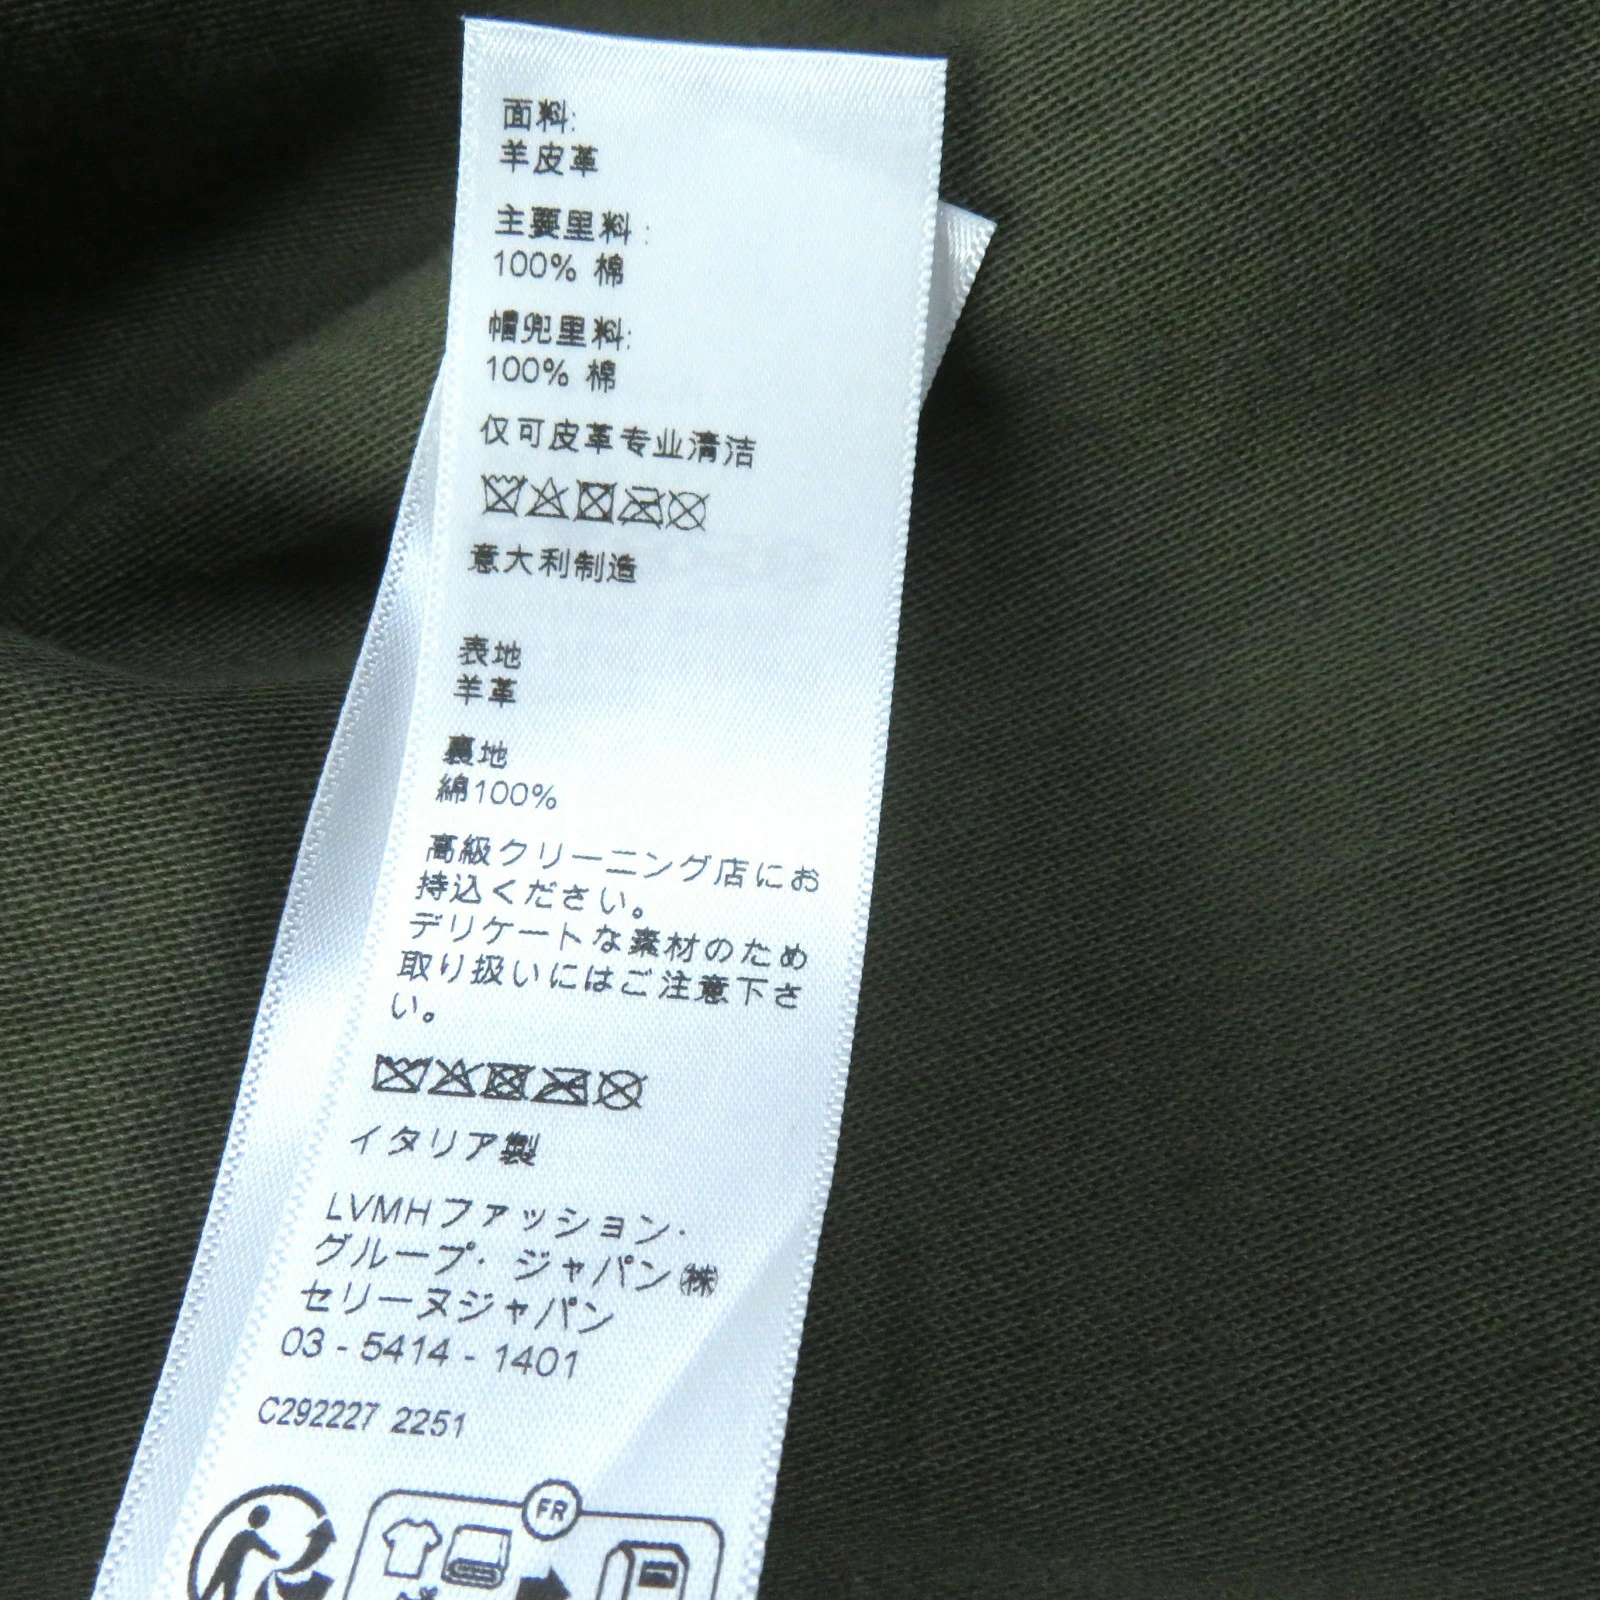 面料:
羊皮革
主要里料:
100% 棉
帽兜里料:
100% 棉
仅可皮革专业清洁
意大利制造
表地
羊革
裏地
綿100%
高級クリーニング店にお
持込ください。
デリケートな素材のため
取り扱いにはご注意下さ
い。
イタリア製
LVMHファッション·
グループ· ジャパン㈱
セリーヌジャパン
03 - 5414 - 1401
C292227 2251
FR